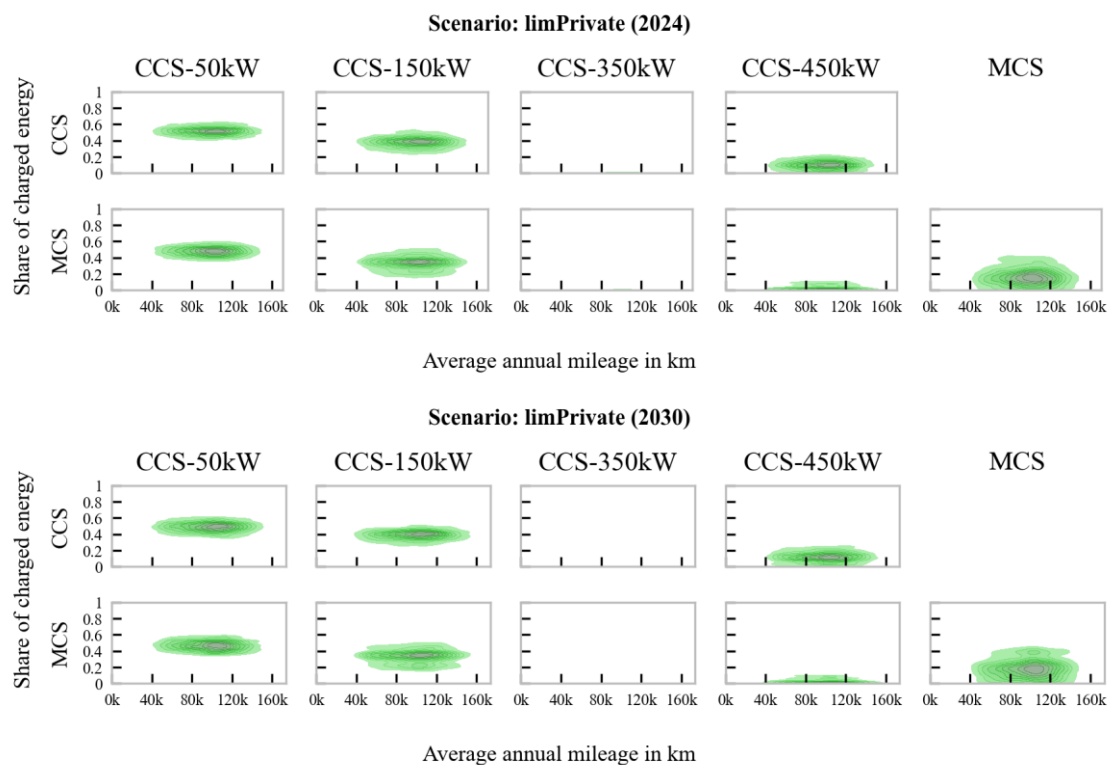 Scenario: limPrivate (2024)
CCS-50kW CCS-150kW CCS-350kW CCS-450kW MCS
Share of charged energy
CCS
1
0.8
0.6
0.4
0.2
0
MCS
1
0.8
0.6
0.4
0.2
0
0k 40k 80k 120k 160k 0k 40k 80k 120k 160k 0k 40k 80k 120k 160k 0k 40k 80k 120k 160k 0k 40k 80k 120k 160k
Average annual mileage in km
Scenario: limPrivate (2030)
CCS-50kW CCS-150kW CCS-350kW CCS-450kW MCS
Share of charged energy
CCS
1
0.8
0.6
0.4
0.2
0
MCS
1
0.8
0.6
0.4
0.2
0
0k 40k 80k 120k 160k 0k 40k 80k 120k 160k 0k 40k 80k 120k 160k 0k 40k 80k 120k 160k 0k 40k 80k 120k 160k
Average annual mileage in km